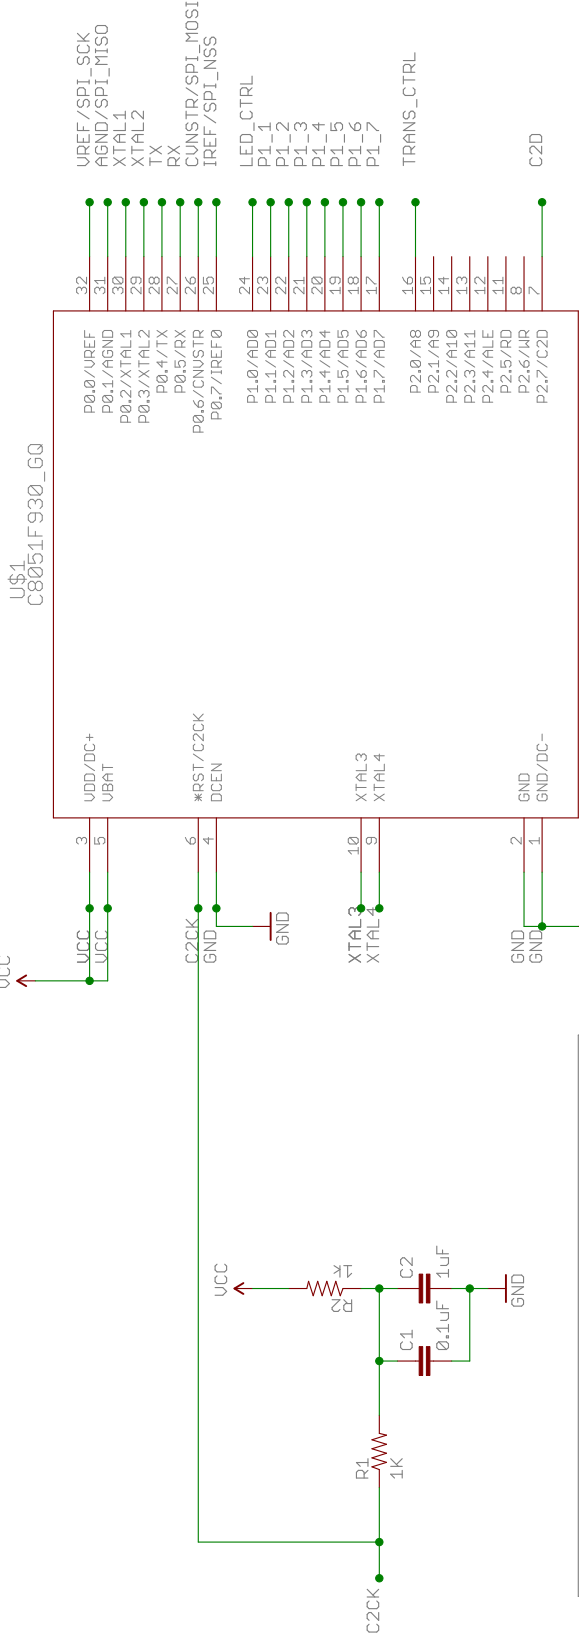 VREF/SPI_SCK
AGND/SPI_MISO
XTAL1
XTAL2
TX
RX
CVNSTR/SPI_MOSI
IREF/SPI_NSS
LED_CTRL
P1_1
P1_2
P1_3
P1_4
P1_5
P1_6
P1_7
TRANS_CTRL
C2D
32
31
30
29
28
27
26
25
24
23
22
21
20
19
18
17
16
15
14
13
12
11
8
7
P0.0/VREF
P0.1/AGND
P0.2/XTAL1
P0.3/XTAL2
P0.4/TX
P0.5/RX
P0.6/CNVSTR
P0.7/IREF0
P1.0/AD0
P1.1/AD1
P1.2/AD2
P1.3/AD3
P1.4/AD4
P1.5/AD5
P1.6/AD6
P1.7/AD7
P2.0/A8
P2.1/A9
P2.2/A10
P2.3/A11
P2.4/ALE
P2.5/RD
P2.6/WR
P2.7/C2D
U$1
C8051F930_GQ
VDD/DC+
VBAT
*RST/C2CK
DCEN
XTAL3
XTAL4
GND
GND/DC-
3
5
6
4
10
9
2
1
VCC
VCC
VCC
C2CK
GND
GND
XTAL3
XTAL4
GND
GND
VCC
R2
1K
C2
1uF
C1
0.1uF
GND
R1
1K
C2CK